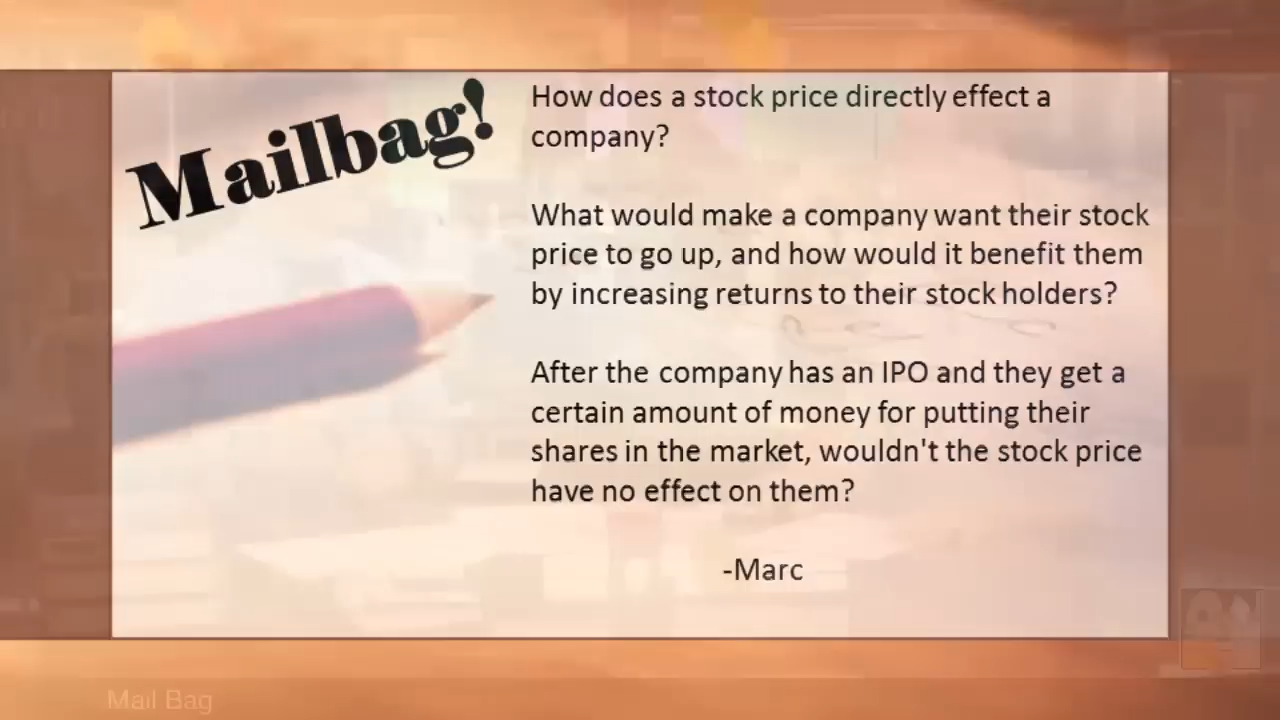 Mailbag!
How does a stock price directly effect a
company?
What would make a company want their stock
price to go up, and how would it benefit them
by increasing returns to their stock holders?
After the company has an IPO and they get a
certain amount of money for putting their
shares in the market, wouldn't the stock price
have no effect on them?
-Marc
Mail Bag